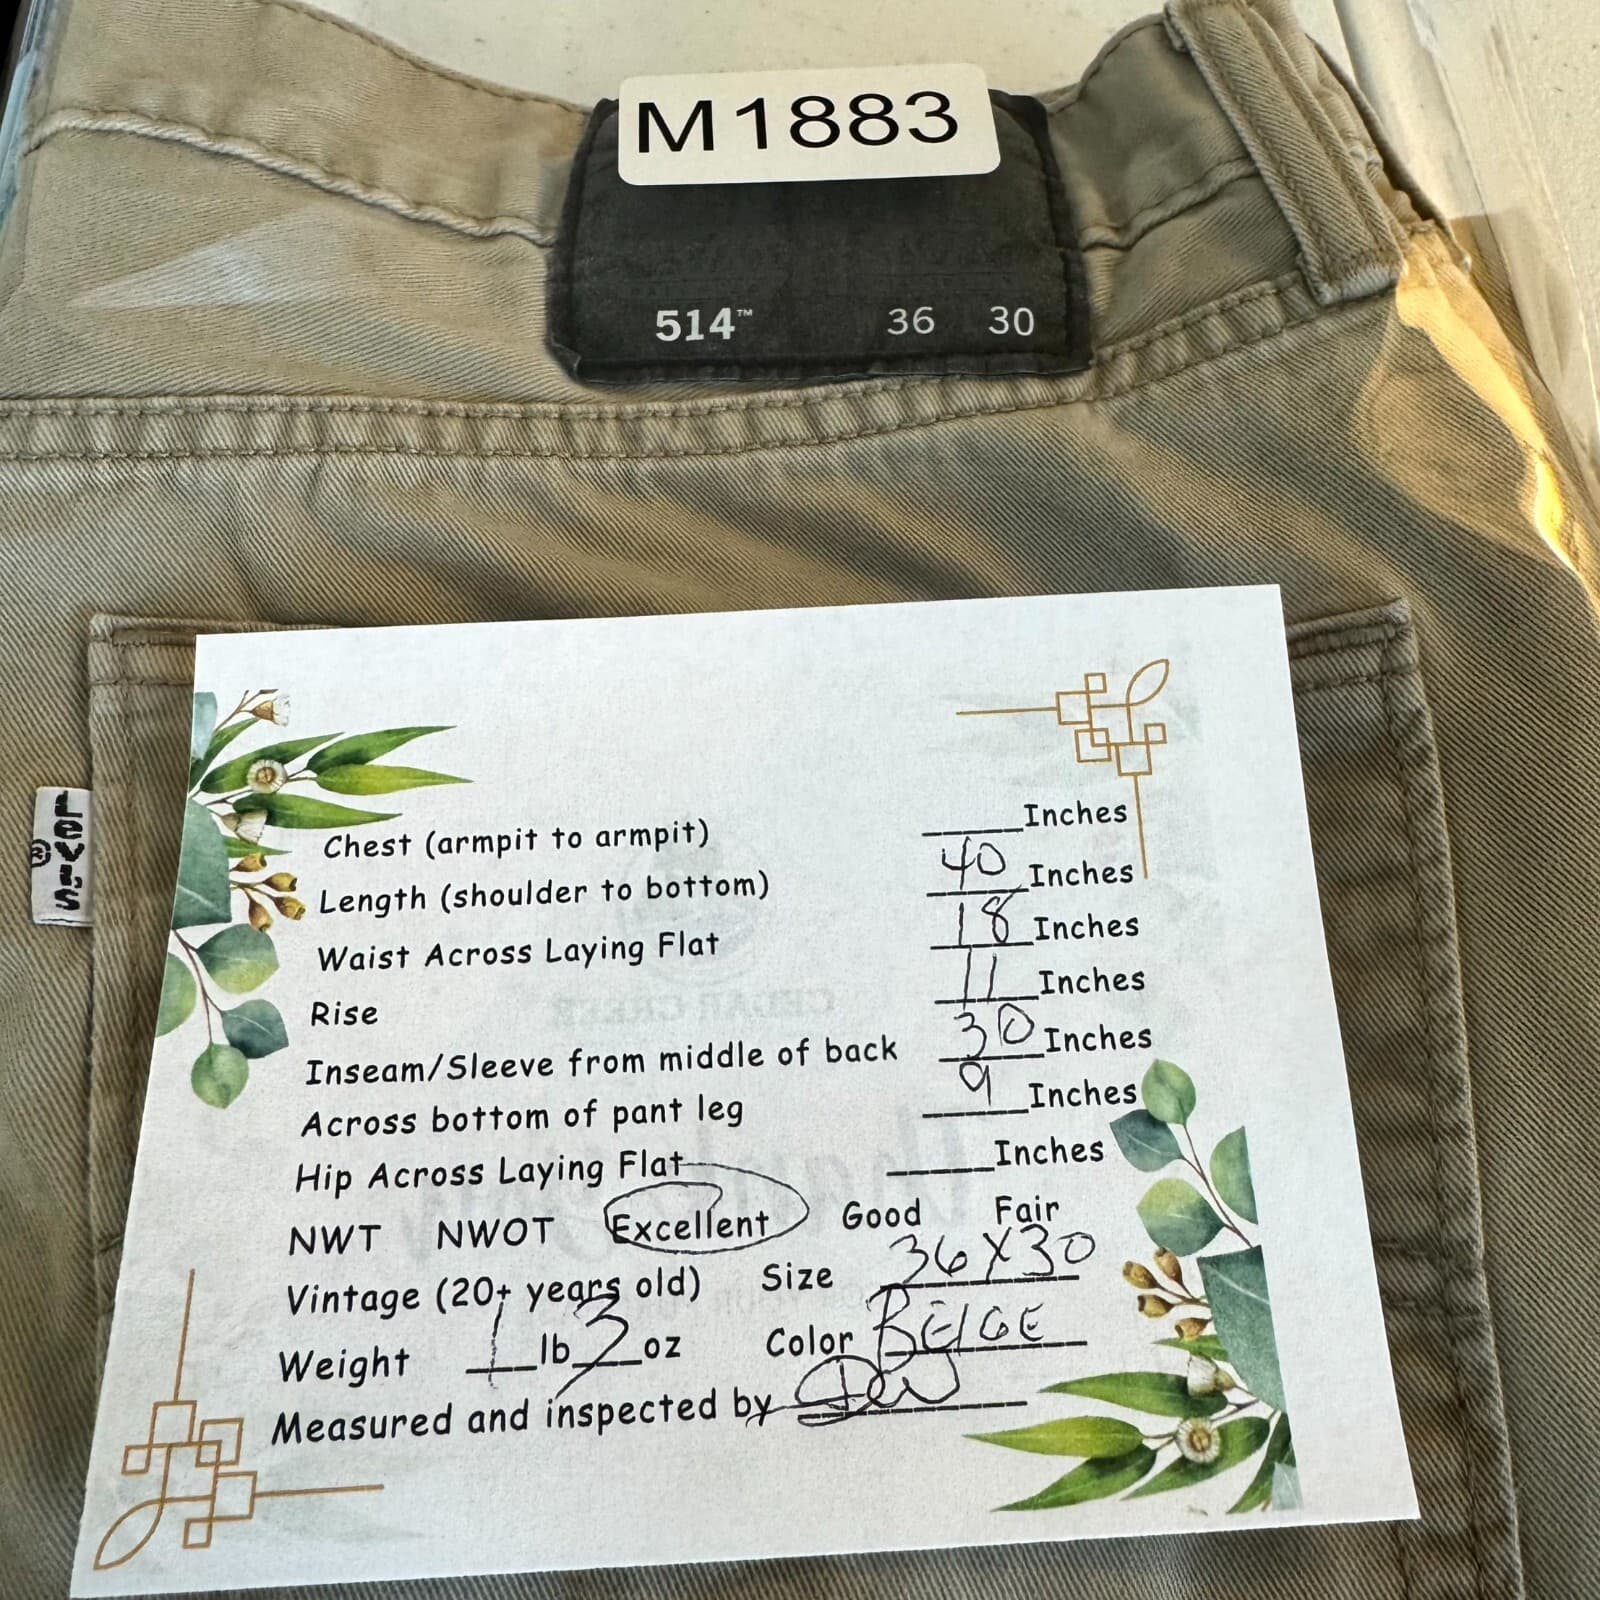 M1883
514™ 36 30
Levi's
®
Chest (armpit to armpit) _____Inches
Length (shoulder to bottom) 40 Inches
Waist Across Laying Flat 18 Inches
Rise 11 Inches
Inseam/Sleeve from middle of back 30 Inches
Across bottom of pant leg 9 Inches
Hip Across Laying Flat _____Inches
NWT NWOT Excellent Good Fair
Vintage (20+ years old) Size 36X30
Weight 1 lb 3 oz Color BEIGE
Measured and inspected by